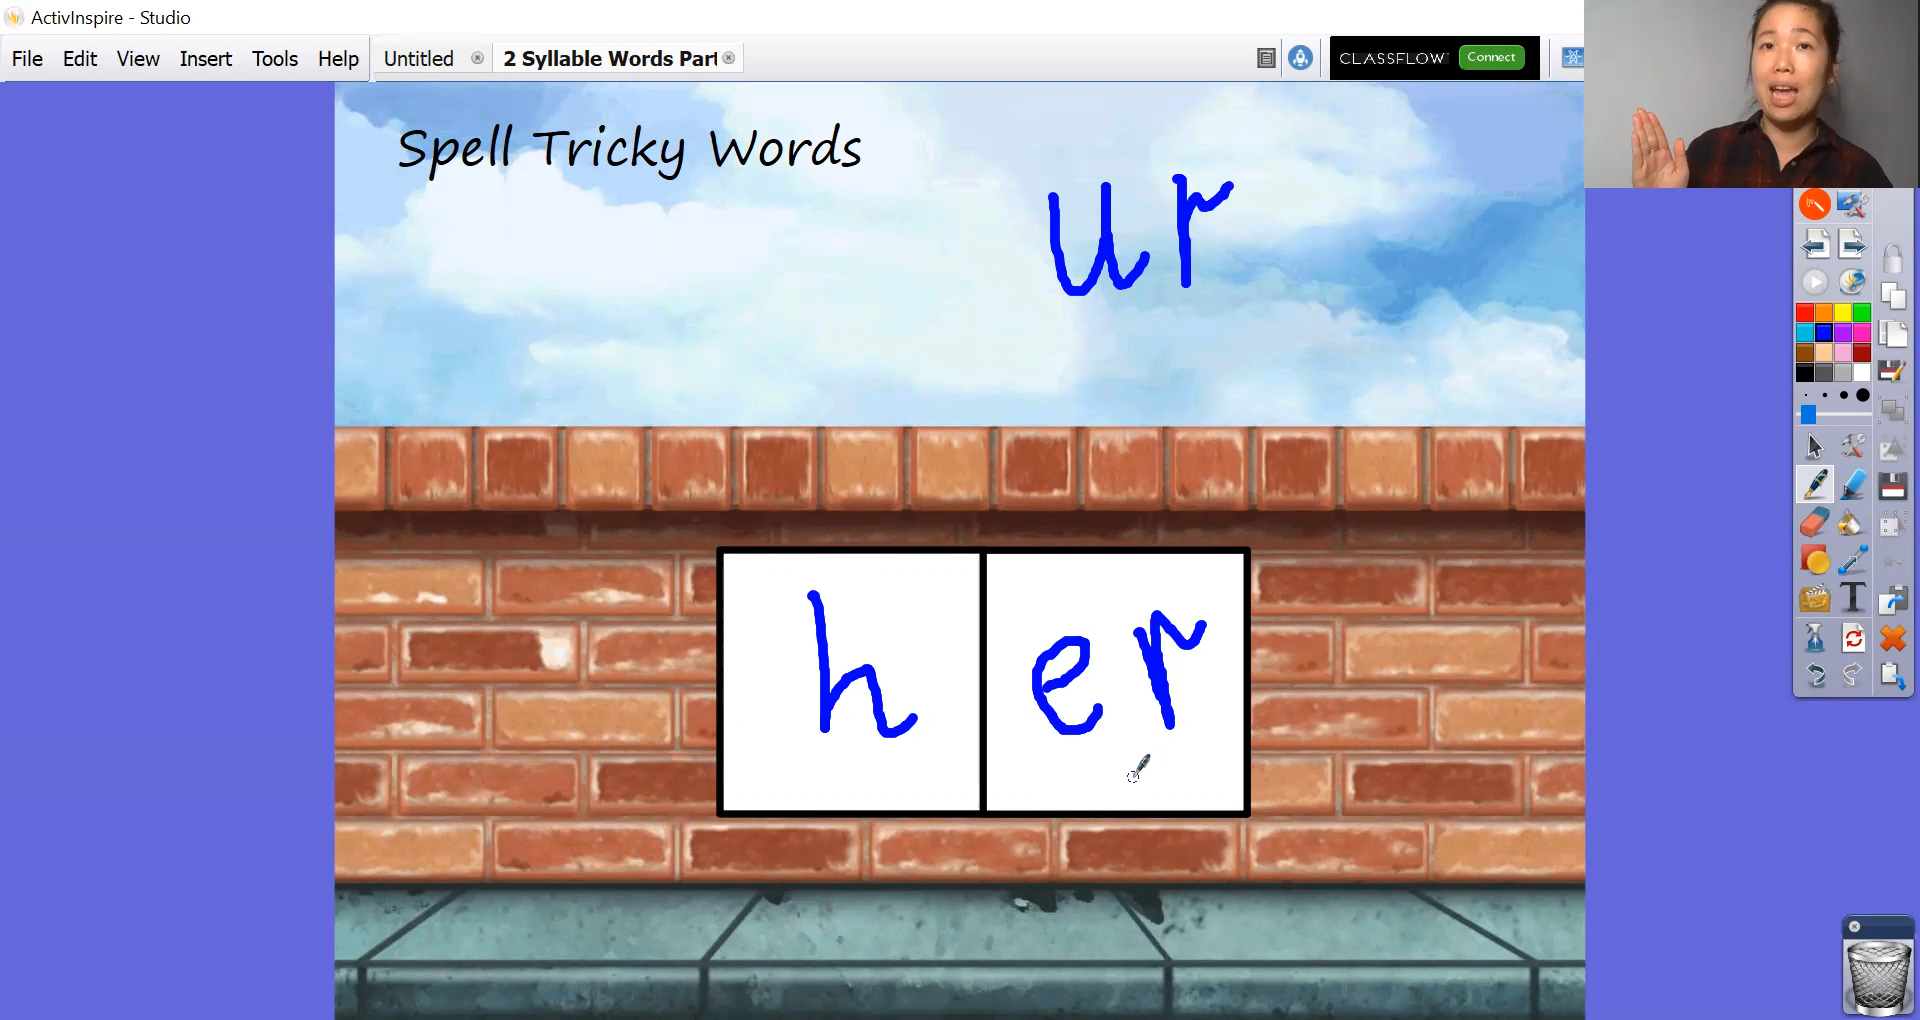 ActivInspire - Studio
File Edit View Insert Tools Help Untitled 2 Syllable Words Part CLASSFLOW Connect
Spell Tricky Words
ur
h er